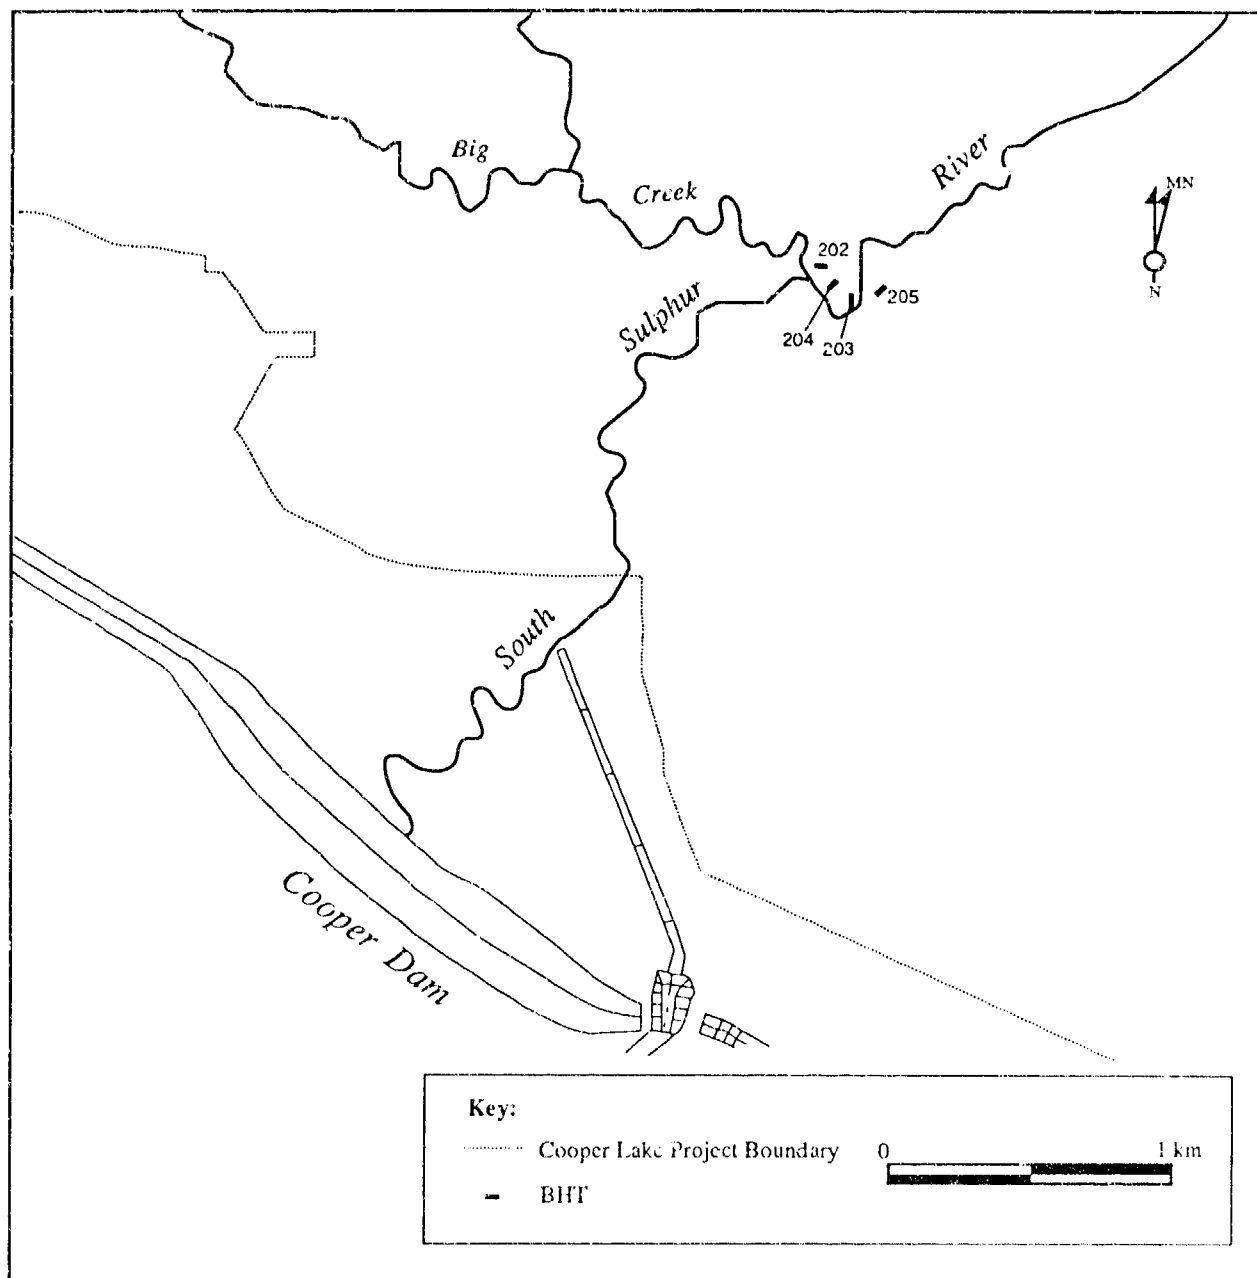 Big
Creek
River
MN
N
202
205
204
203
Sulphur
South
Cooper Dam
Key:
Cooper Lake Project Boundary
BHT
0 1 km